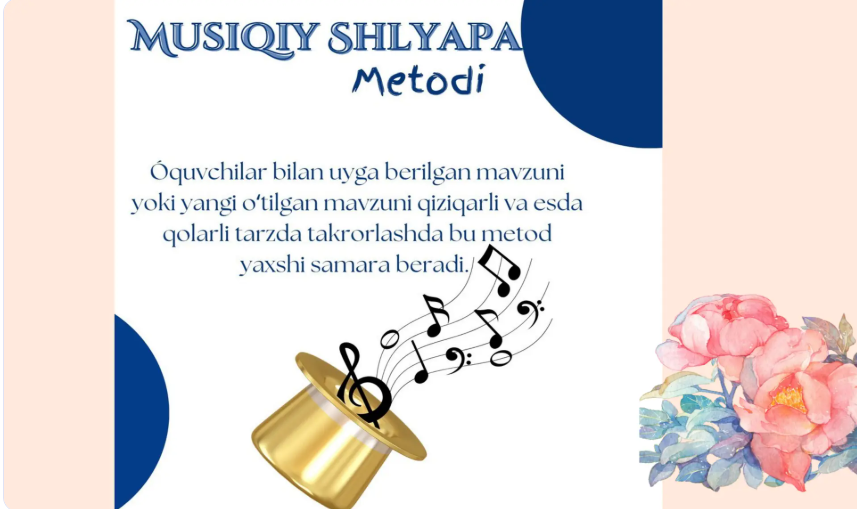 MUSIQIY SHLYAPA
Metodi
Óquvchilar bilan uyga berilgan mavzuni
yoki yangi oʻtilgan mavzuni qiziqarli va esda
qolarli tarzda takrorlashda bu metod
yaxshi samara beradi.